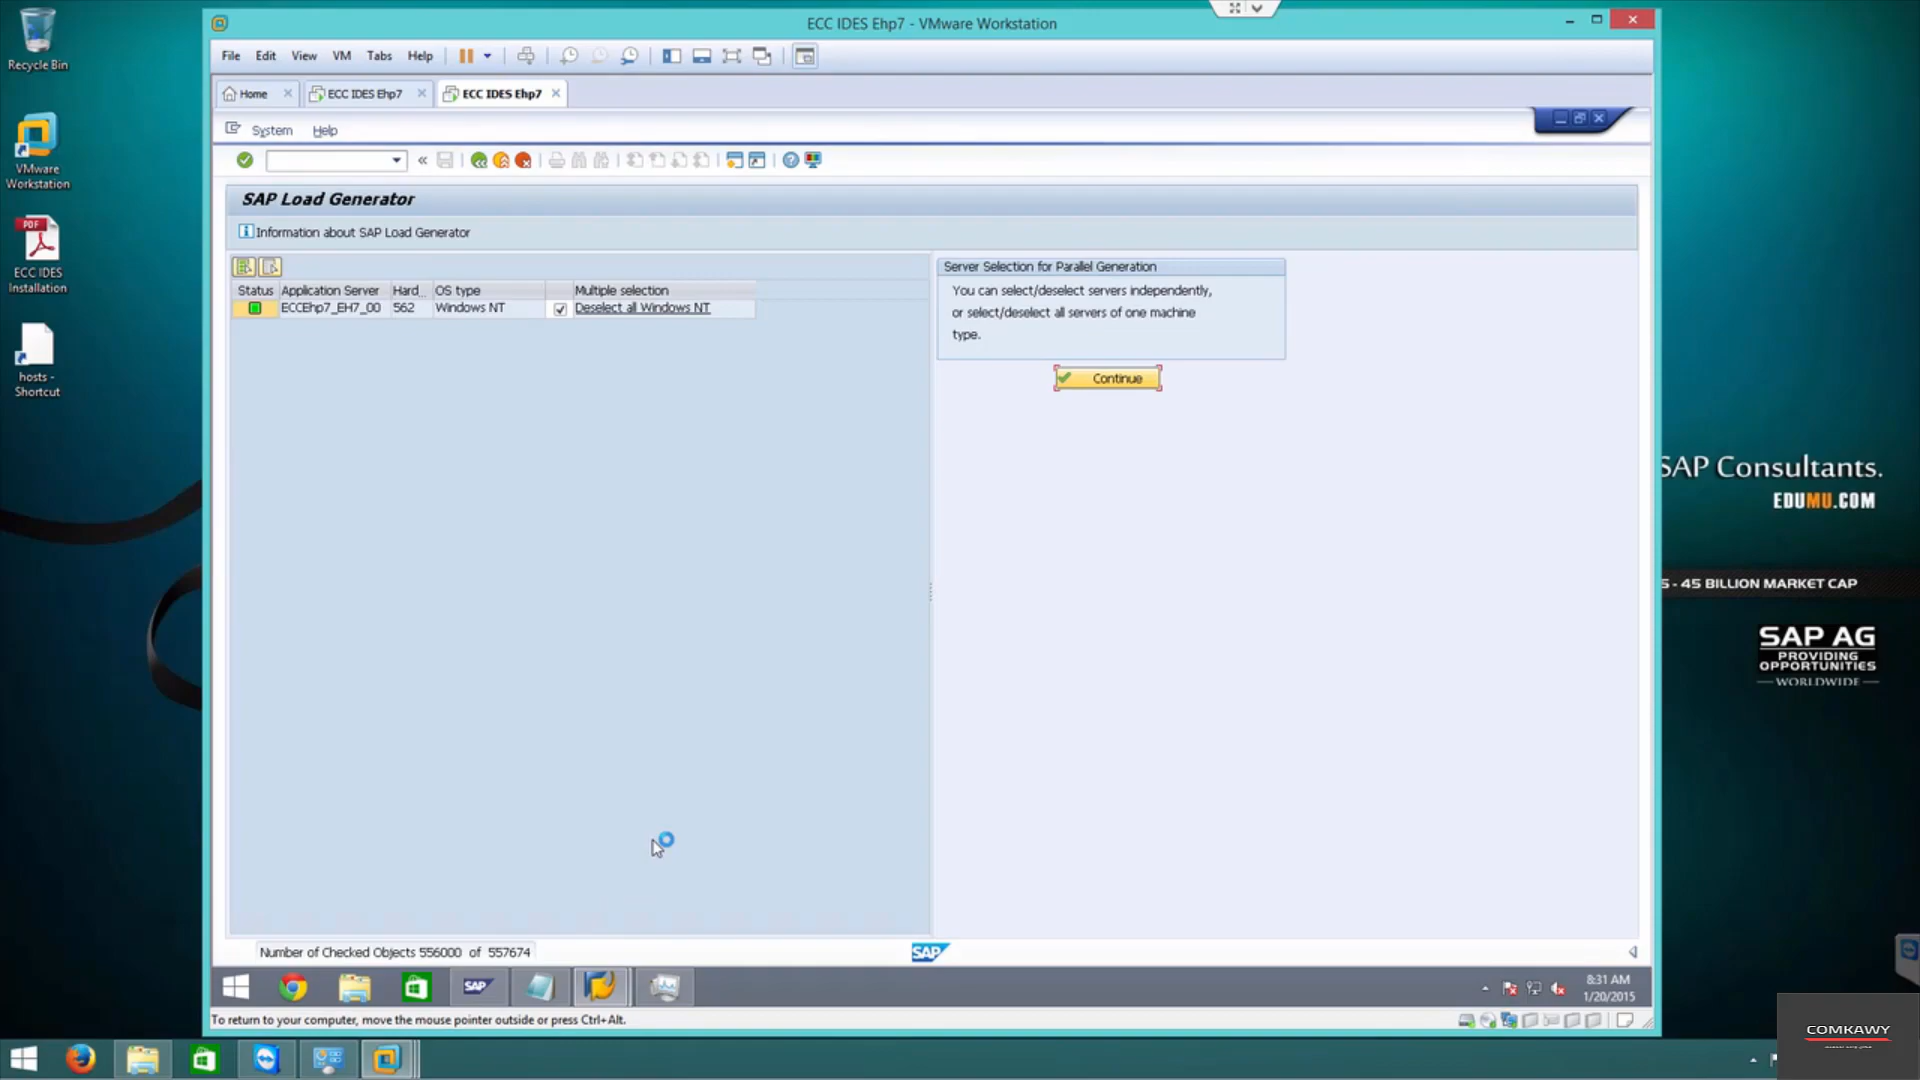 ECC IDES Ehp7 - VMware Workstation
File Edit View VM Tabs Help
Home ECC IDES Ehp7 ECC IDES Ehp7
System Help
SAP Load Generator
Information about SAP Load Generator
Status Application Server Hard... OS type Multiple selection
ECCEhp7_EH7_00 562 Windows NT Deselect all Windows NT
Server Selection for Parallel Generation
You can select/deselect servers independently,
or select/deselect all servers of one machine
type.
Continue
Number of Checked Objects 556000 of 557674
SAP
SAP
8:31 AM
1/20/2015
To return to your computer, move the mouse pointer outside or press Ctrl+Alt.
Recycle Bin
VMware
Workstation
PDF
ECC IDES
Installation
hosts -
Shortcut
SAP Consultants.
EDUMU.COM
5 - 45 BILLION MARKET CAP
SAP AG
PROVIDING
OPPORTUNITIES
WORLDWIDE
COMKAWY